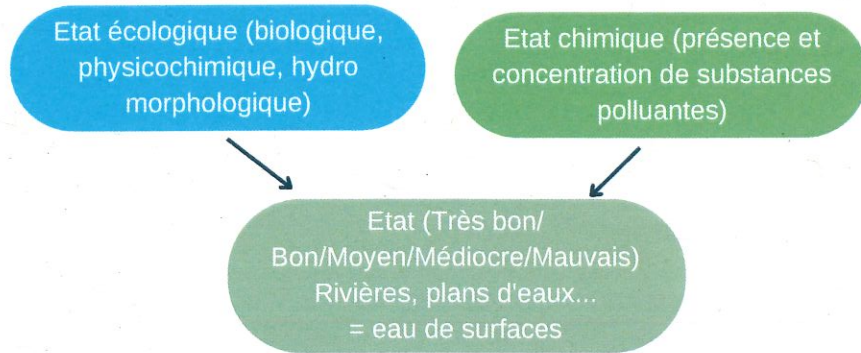 Etat écologique (biologique,
physicochimique, hydro
morphologique)
Etat chimique (présence et
concentration de substances
polluantes)
Etat (Très bon/
Bon/Moyen/Médiocre/Mauvais)
Rivières, plans d'eaux...
= eau de surfaces